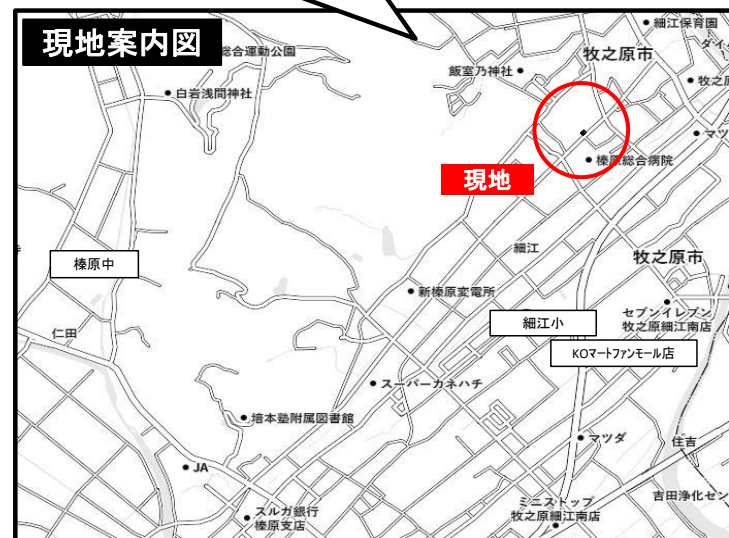 現地案内図
総合運動公園
細江保育園
牧之原市
ダイ
飯室乃神社
白岩浅間神社
牧之原
マツ
榛原総合病院
現地
細江
榛原中
牧之原市
新榛原変電所
セブンイレブン
牧之原細江南店
細江小
仁田
KOマートファンモール店
スーパーカネハチ
培本塾附属図書館
マツダ
住吉
JA
吉田浄化セン
スルガ銀行
榛原支店
ミニストップ
牧之原細江南店